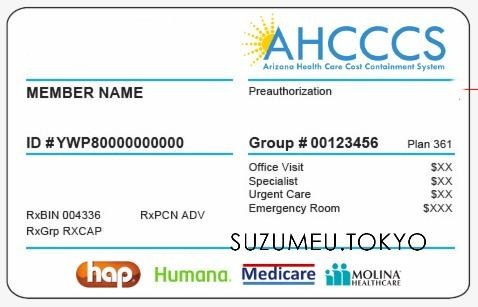 AHCCCS
Arizona Health Care Cost Containment System
MEMBER NAME
Preauthorization
ID #YWP80000000000
Group # 00123456 Plan 361
Office Visit $XX
Specialist $XX
Urgent Care $XX
Emergency Room $XXX
RxBIN 004336 RxPCN ADV
RxGrp RXCAP
SUZUMEU.TOKYO
hap Humana. Medicare MOLINA HEALTHCARE